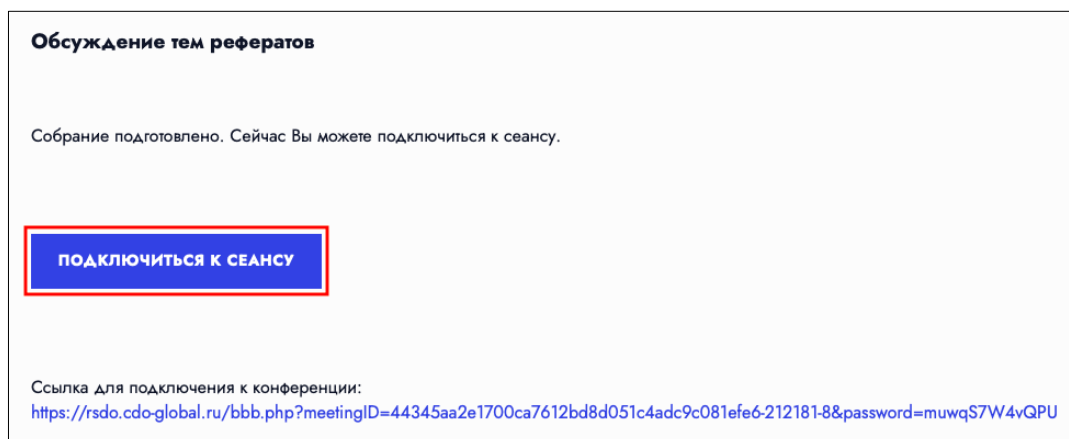 Обсуждение тем рефератов
Собрание подготовлено. Сейчас Вы можете подключиться к сеансу.
ПОДКЛЮЧИТЬСЯ К СЕАНСУ
Ссылка для подключения к конференции:
https://rsdo.cdo-global.ru/bbb.php?meetingID=44345aa2e1700ca7612bd8d051c4adc9c081efe6-212181-8&password=muwqS7W4vQPU